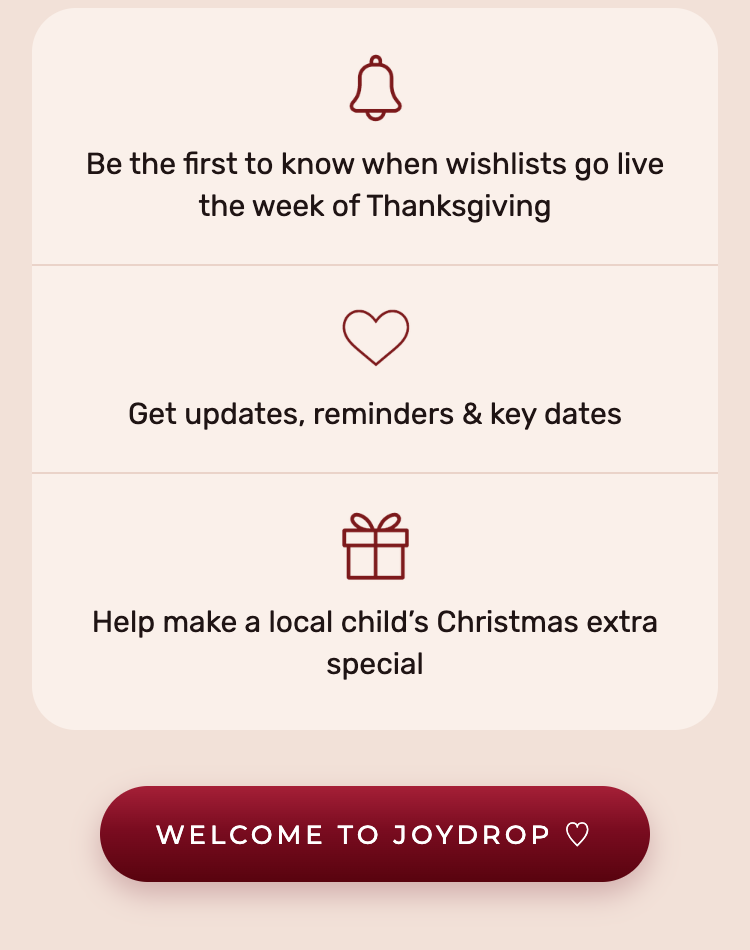 Be the first to know when wishlists go live
the week of Thanksgiving
Get updates, reminders & key dates
Help make a local child’s Christmas extra
special
WELCOME TO JOYDROP ♡